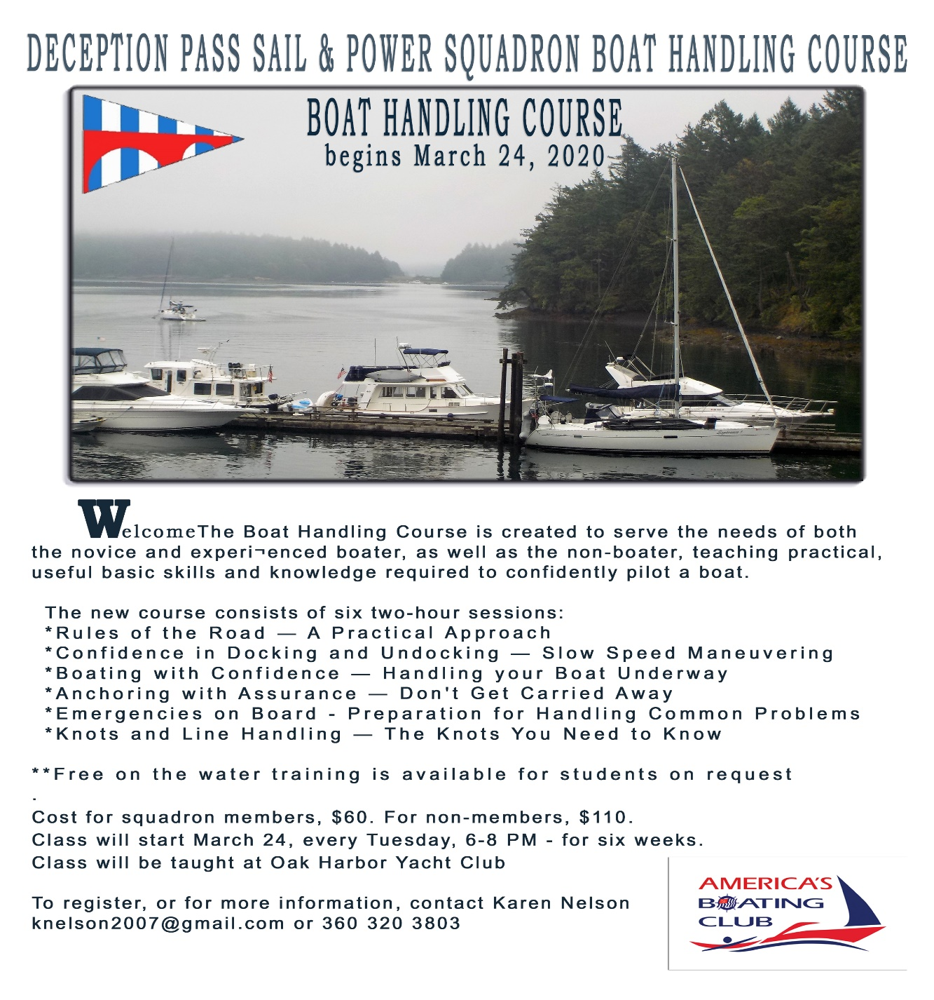 DECEPTION PASS SAIL & POWER SQUADRON BOAT HANDLING COURSE
BOAT HANDLING COURSE
begins March 24, 2020
WelcomeThe Boat Handling Course is created to serve the needs of both
the novice and experi¬enced boater, as well as the non-boater, teaching practical,
useful basic skills and knowledge required to confidently pilot a boat.
The new course consists of six two-hour sessions:
*Rules of the Road — A Practical Approach
*Confidence in Docking and Undocking — Slow Speed Maneuvering
*Boating with Confidence — Handling your Boat Underway
*Anchoring with Assurance — Don't Get Carried Away
*Emergencies on Board - Preparation for Handling Common Problems
*Knots and Line Handling — The Knots You Need to Know
**Free on the water training is available for students on request
.
Cost for squadron members, $60. For non-members, $110.
Class will start March 24, every Tuesday, 6-8 PM - for six weeks.
Class will be taught at Oak Harbor Yacht Club
To register, or for more information, contact Karen Nelson
knelson2007@gmail.com or 360 320 3803
AMERICA'S
BOATING
CLUB